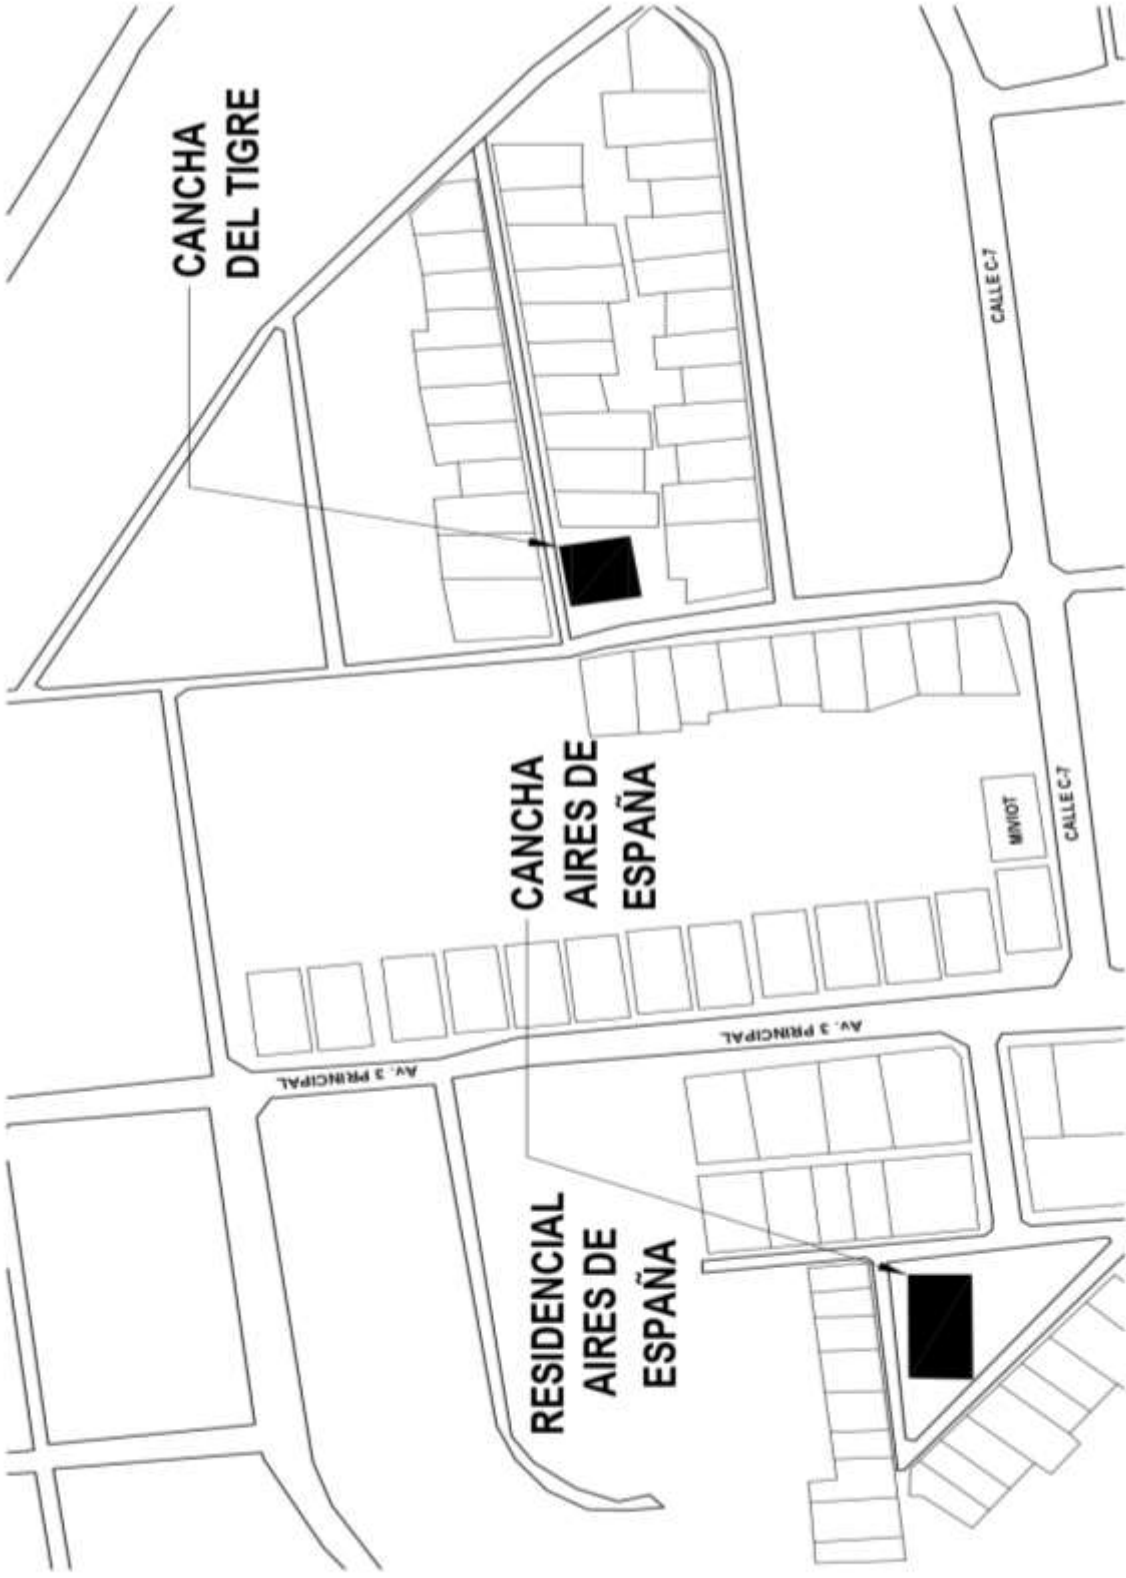 CANCHA
DEL TIGRE
CALLE C-7
CANCHA
AIRES DE
ESPAÑA
MIVIOT
CALLE C-7
Av. 3 PRINCIPAL
Av. 3 PRINCIPAL
RESIDENCIAL
AIRES DE
ESPAÑA